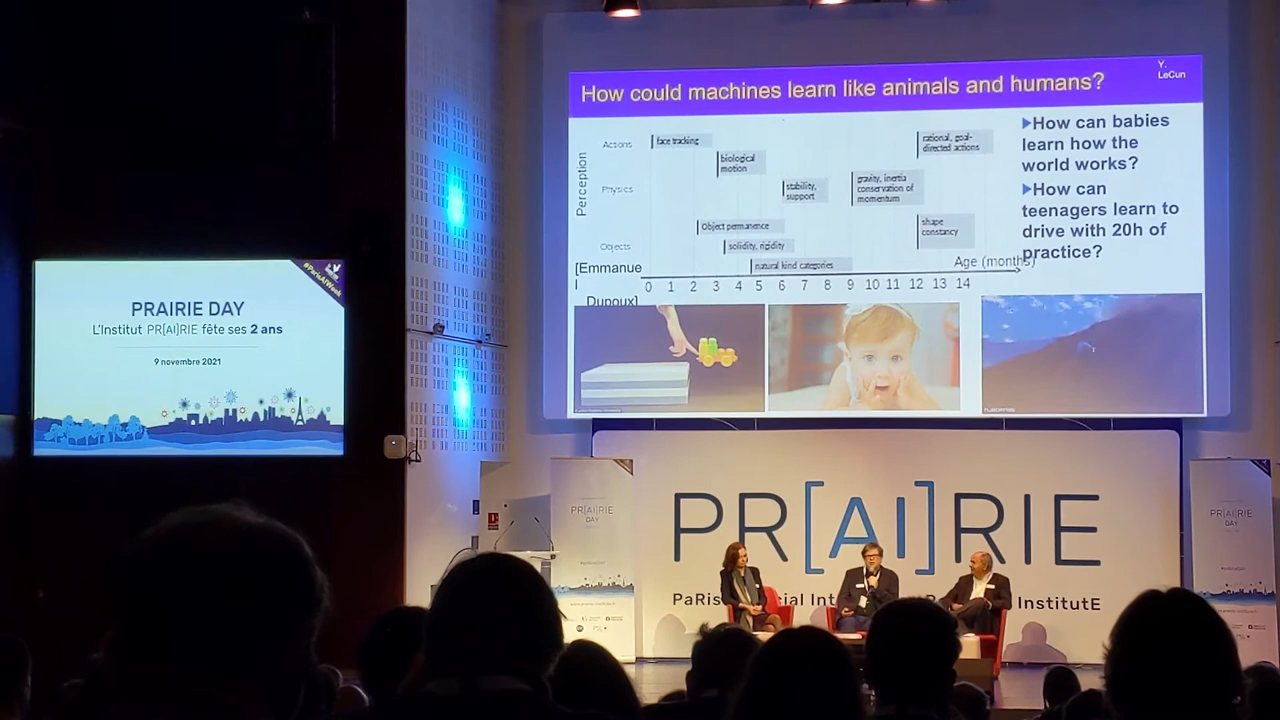 How could machines learn like animals and humans?
Y.
LeCun
Perception
Actions
Physics
Objects
face tracking
biological
motion
rational, goal-
directed actions
stability,
support
gravity, inertia
conservation of
momentum
Object permanence
solidity, rigidity
shape
constancy
natural kind categories
[Emmanue
l
Dupoux]
Age (months)
0 1 2 3 4 5 6 7 8 9 10 11 12 13 14
▶How can babies
learn how the
world works?
▶How can
teenagers learn to
drive with 20h of
practice?
#ParisAIWeek
PRAIRIE DAY
L'Institut PR[AI]RIE fête ses 2 ans
9 novembre 2021
PR[AI]RIE
DAY
PR[AI]RIE
PaRis cial Int InstitutE
PR[AI]RIE
DAY